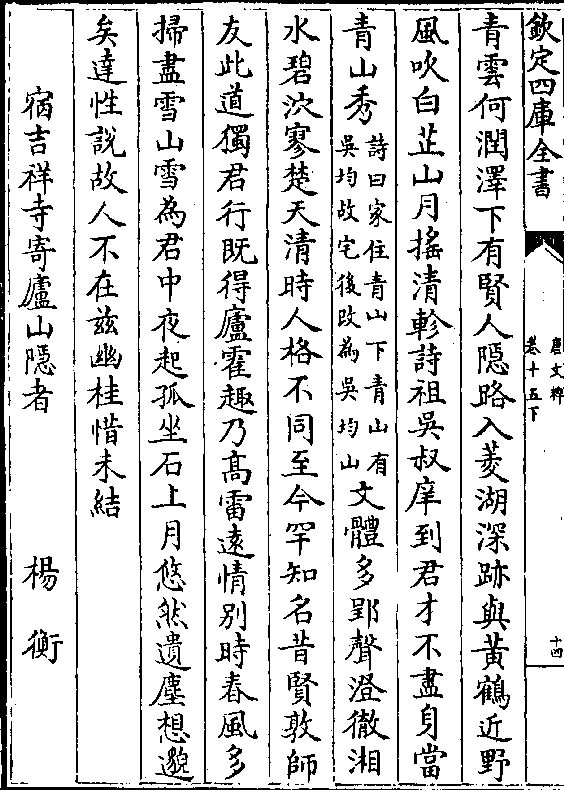 欽定四庫全書
唐文粹
卷十五下
十四
青雲何潤澤下有賢人隠路入菱湖深跡與黃鶴近野
風吹白芷山月搖清軫詩祖吳叔庠到君才不盡身當
青山秀
詩曰家住青山下青山有
吳均故宅後改為吳均山
文體多郢聲澄徹湘
水碧泬寥楚天清時人格不同至今罕知名昔賢敦師
友此道獨君行既得廬霍趣乃髙雷逺情别時春風多
掃盡雪山雪為君中夜起孤坐石上月悠然遺塵想邈
矣達性說故人不在兹幽桂惜未結
宿吉祥寺寄廬山隠者　楊衡